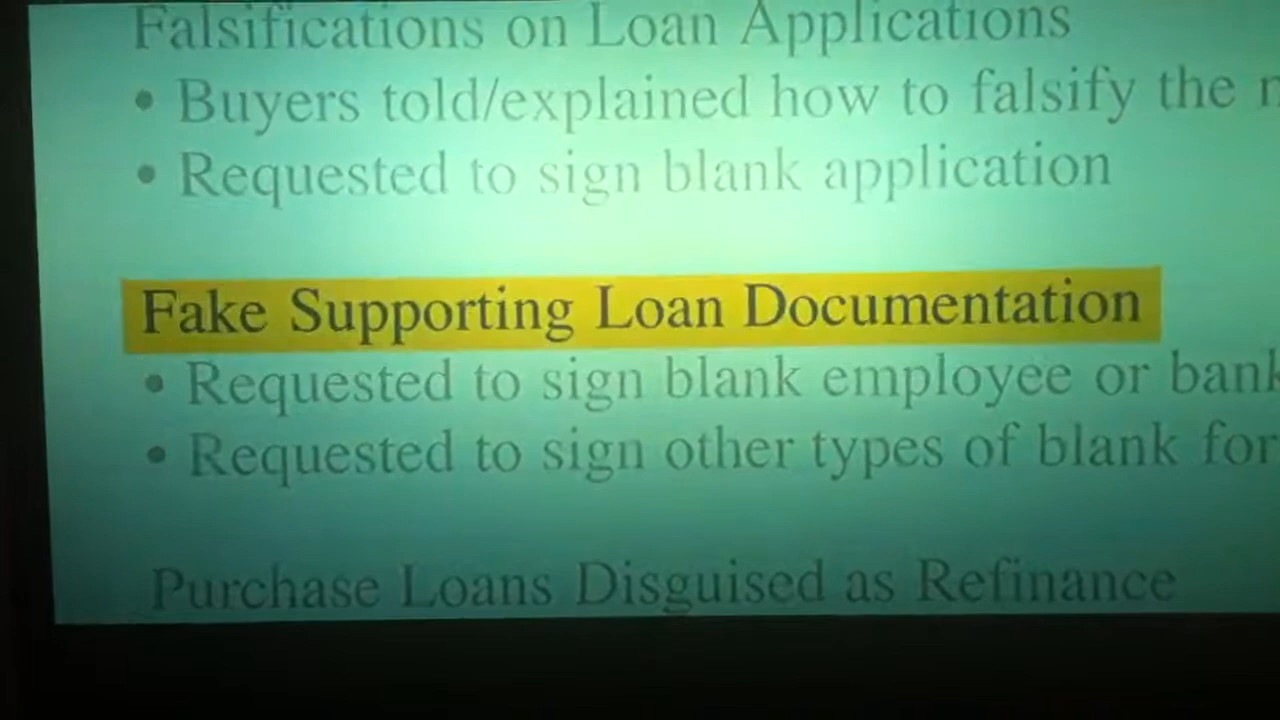 Falsifications on Loan Applications
• Buyers told/explained how to falsify the
• Requested to sign blank application
Fake Supporting Loan Documentation
• Requested to sign blank employee or bank
• Requested to sign other types of blank
Purchase Loans Disguised as Refinance